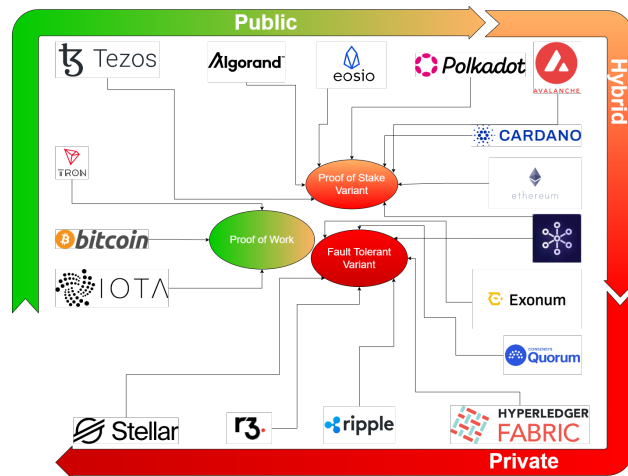 Public
Hybrid
Tezos
Algorand
eosio
Polkadot
AVALANCHE
CARDANO
TRON
Proof of Stake
Variant
ethereum
bitcoin
Proof of Work
Fault Tolerant
Variant
IOTA
Exonum
CONSENSYS
Quorum
Stellar
r3.
ripple
HYPERLEDGER
FABRIC
Private